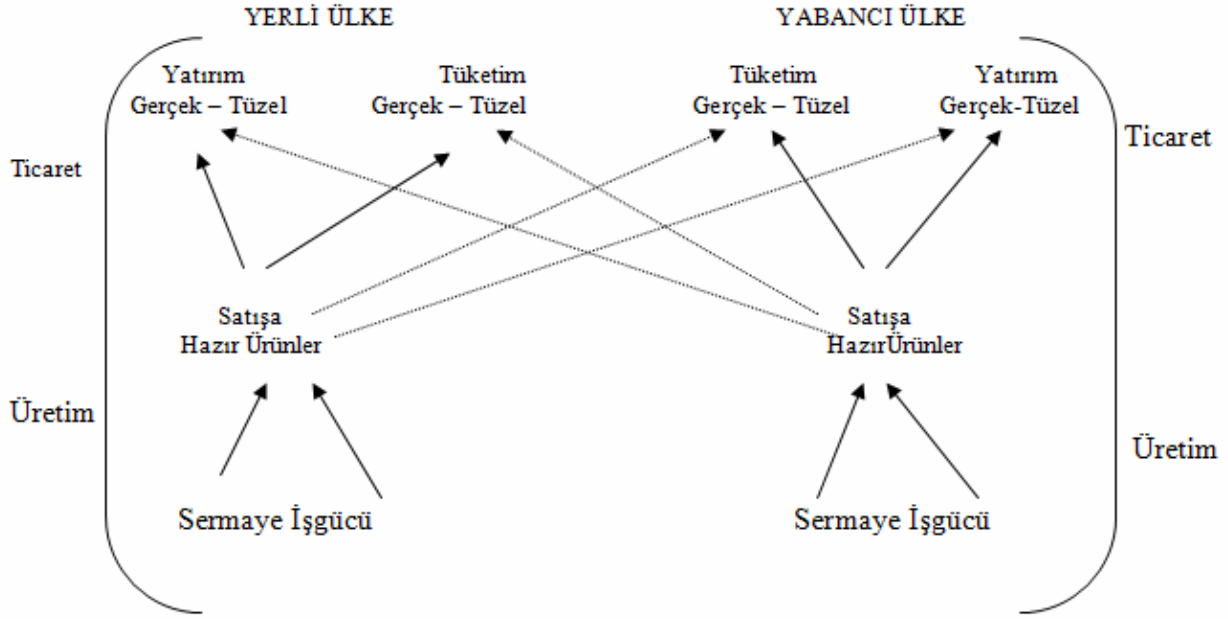 YERLİ ÜLKE
YABANCI ÜLKE
Yatırım
Gerçek – Tüzel
Tüketim
Gerçek – Tüzel
Tüketim
Gerçek – Tüzel
Yatırım
Gerçek-Tüzel
Ticaret
Ticaret
Satışa
Hazır Ürünler
Satışa
HazırÜrünler
Üretim
Üretim
Sermaye İşgücü
Sermaye İşgücü